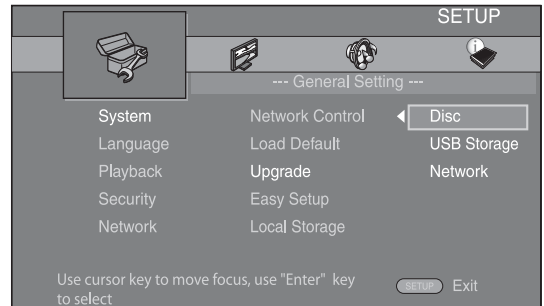 SETUP
--- General Setting ---
System
Language
Playback
Security
Network
Network Control
Load Default
Upgrade
Easy Setup
Local Storage
Disc
USB Storage
Network
Use cursor key to move focus, use "Enter" key
to select
SETUP Exit